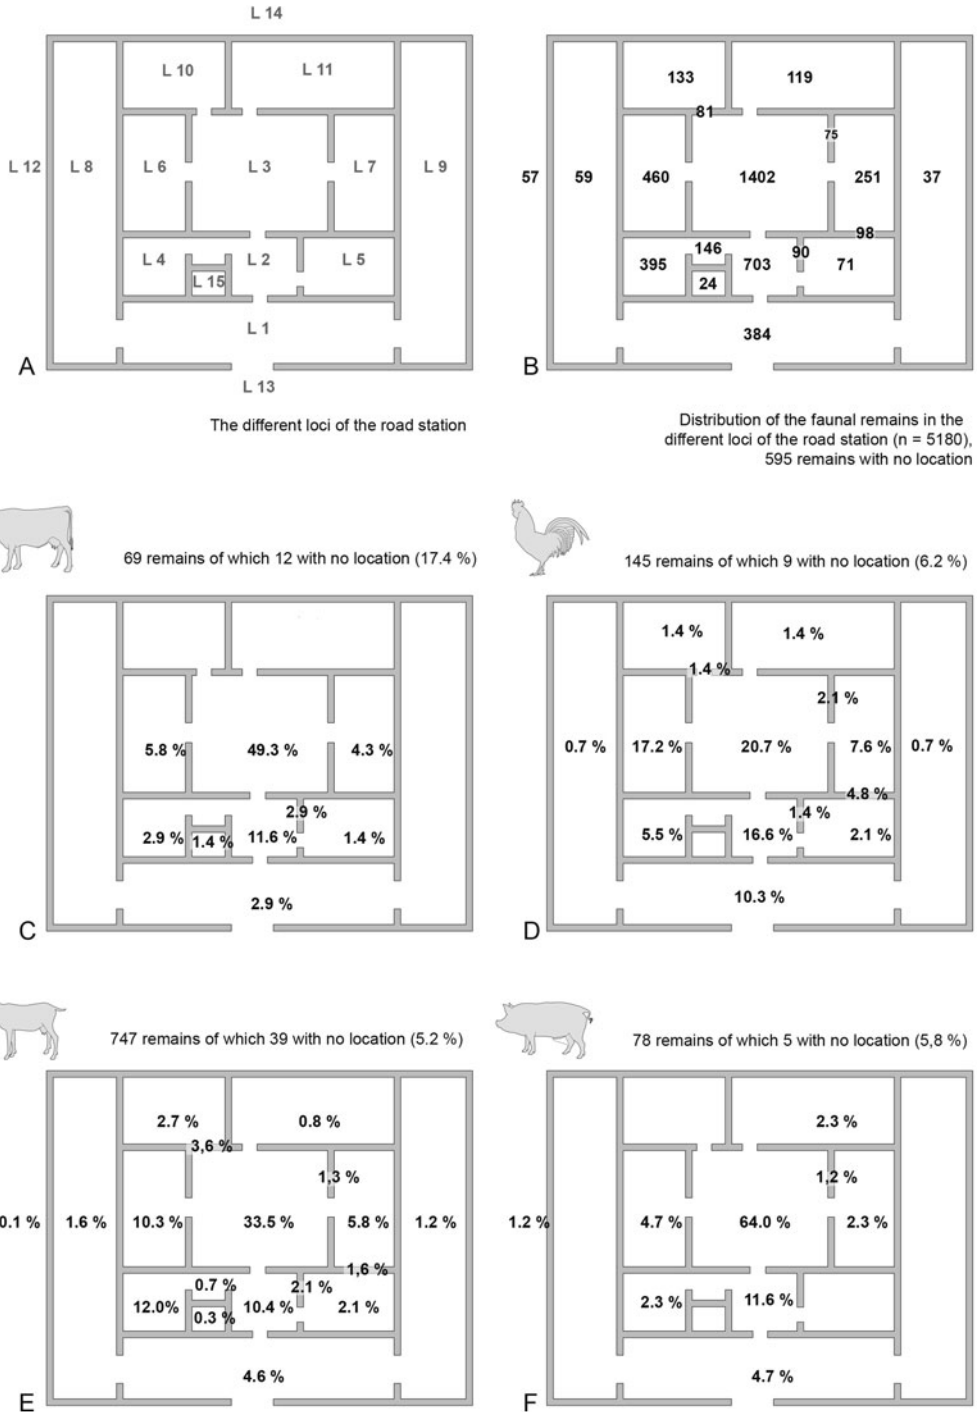 L 14
L 10
L 11
L 12
L 8
L 6
L 3
L 7
L 9
L 4
L 2
L 5
L 15
L 1
A
L 13
The different loci of the road station
133
119
81
75
57
59
460
1402
251
37
98
146
90
395
703
71
24
384
B
Distribution of the faunal remains in the
different loci of the road station (n = 5180),
595 remains with no location
69 remains of which 12 with no location (17.4 %)
5.8 %
49.3 %
4.3 %
2.9 %
2.9 %
1.4 %
11.6 %
1.4 %
2.9 %
C
145 remains of which 9 with no location (6.2 %)
1.4 %
1.4 %
1.4 %
2.1 %
0.7 %
17.2 %
20.7 %
7.6 %
0.7 %
4.8 %
1.4 %
5.5 %
16.6 %
2.1 %
10.3 %
D
747 remains of which 39 with no location (5.2 %)
2.7 %
0.8 %
3,6 %
1,3 %
0.1 %
1.6 %
10.3 %
33.5 %
5.8 %
1.2 %
1,6 %
0.7 %
2.1 %
12.0%
0.3 %
10.4 %
2.1 %
4.6 %
E
78 remains of which 5 with no location (5,8 %)
2.3 %
1,2 %
1.2 %
4.7 %
64.0 %
2.3 %
2.3 %
11.6 %
4.7 %
F